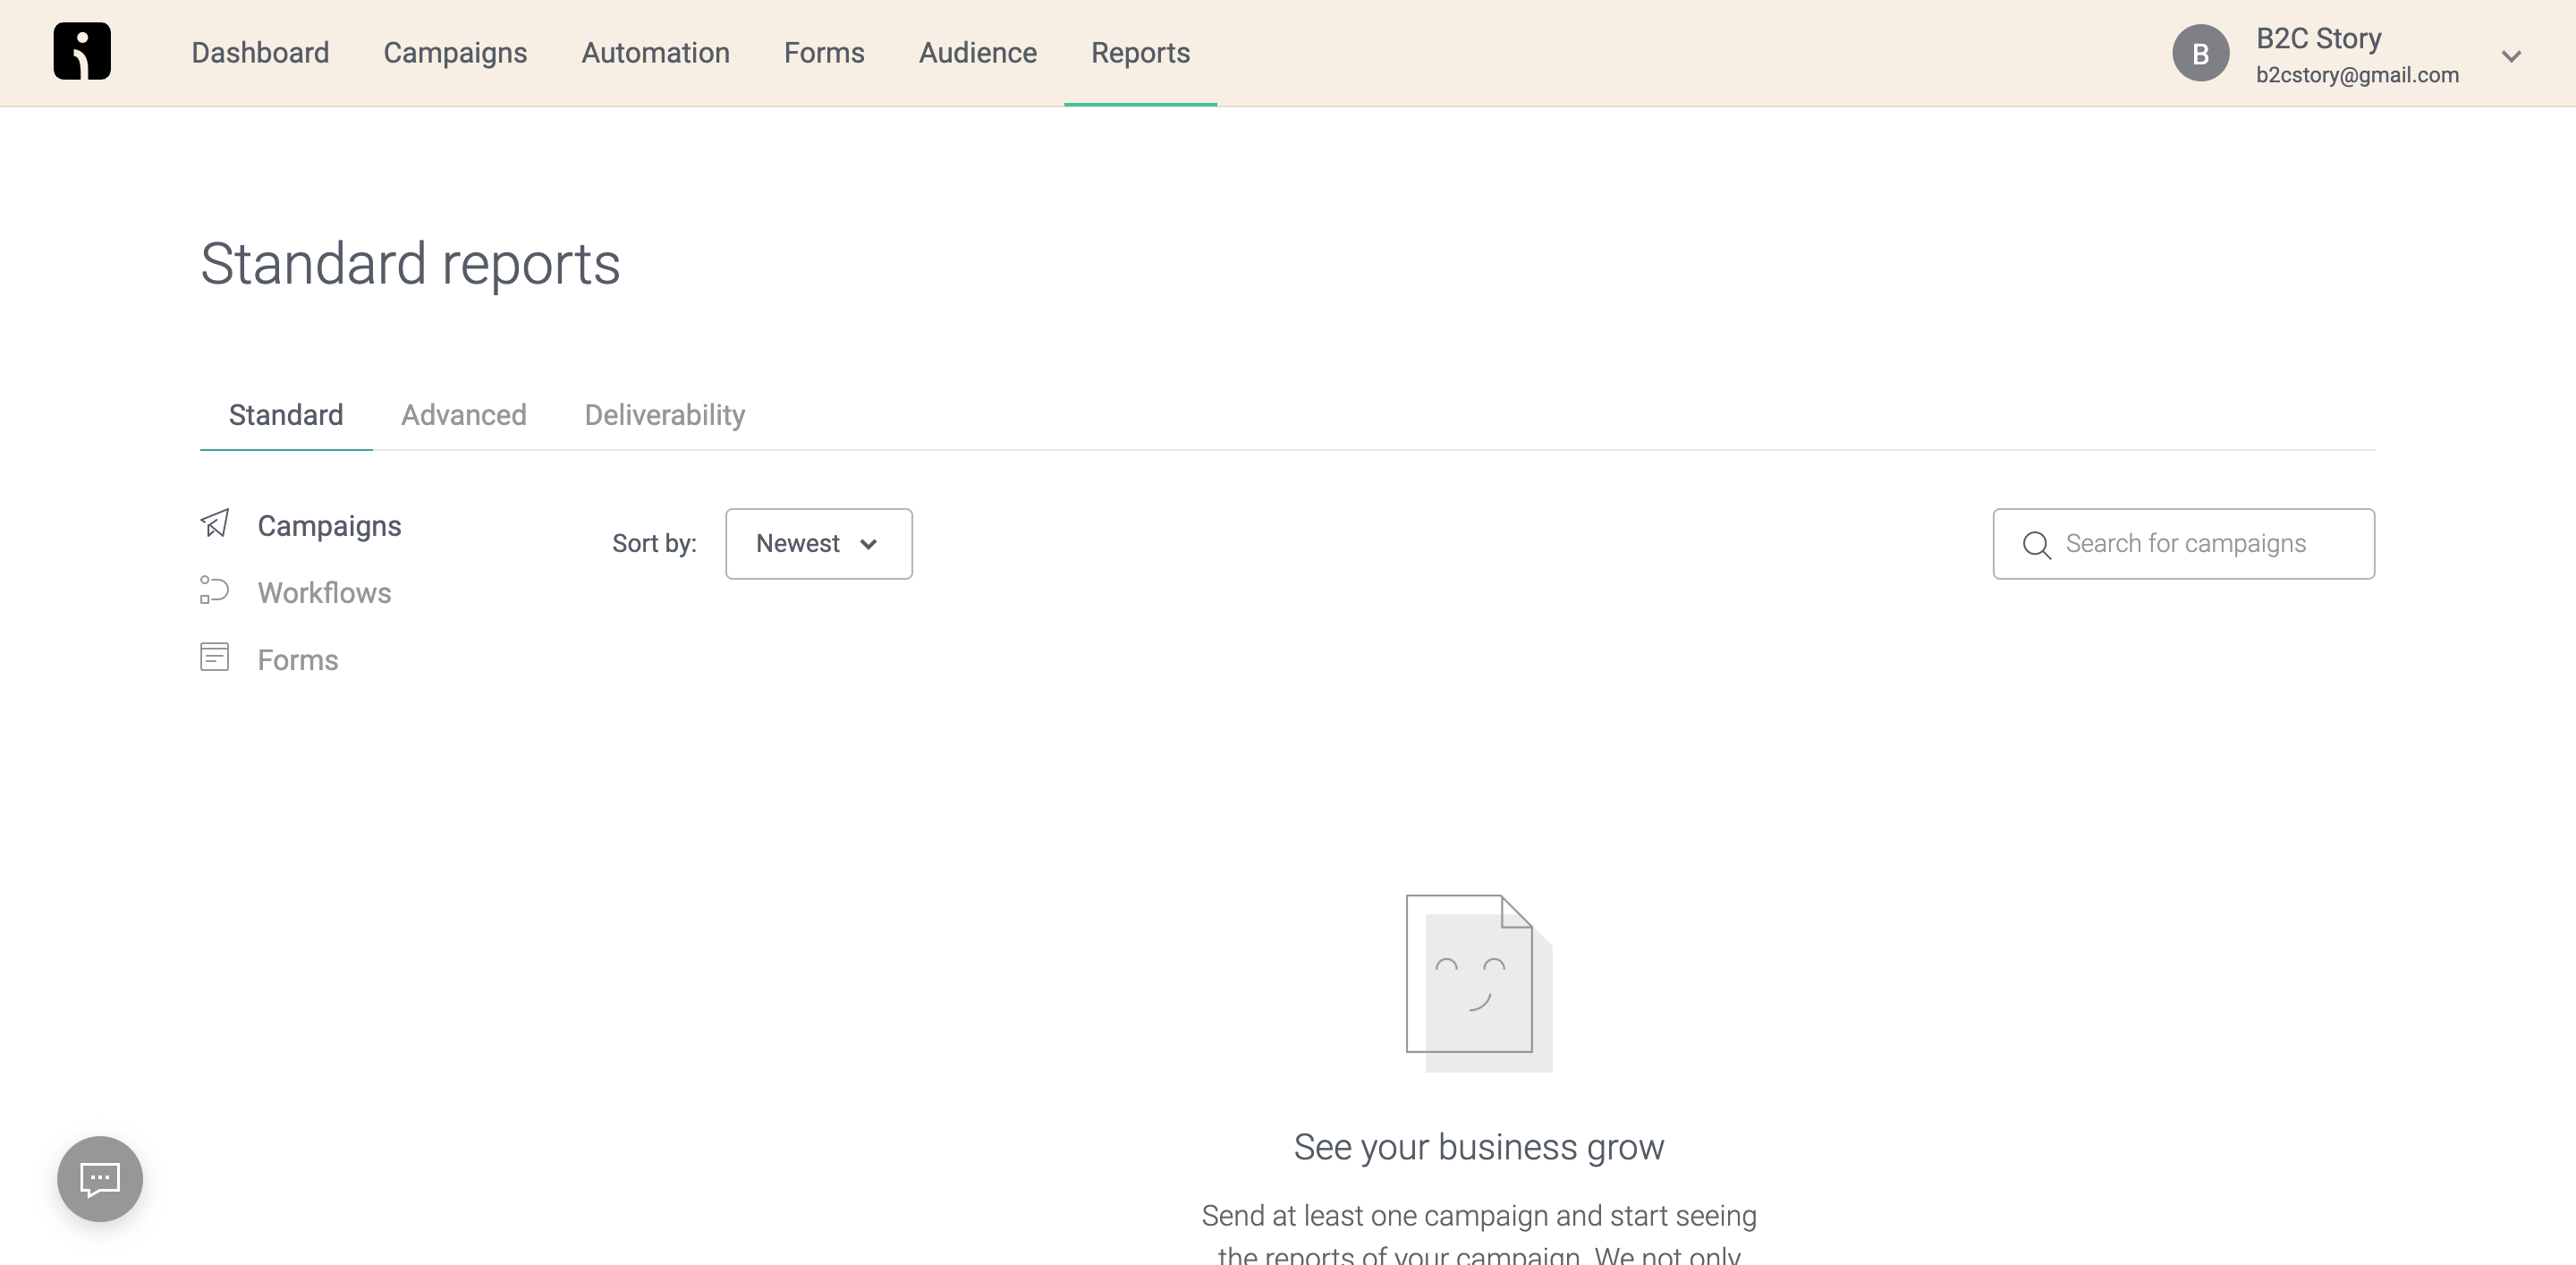 Dashboard Campaigns Automation Forms Audience Reports
B B2C Story
b2cstory@gmail.com
Standard reports
Standard Advanced Deliverability
Campaigns
Sort by: Newest
Search for campaigns
Workflows
Forms
See your business grow
Send at least one campaign and start seeing
the reports of your campaign. We not only